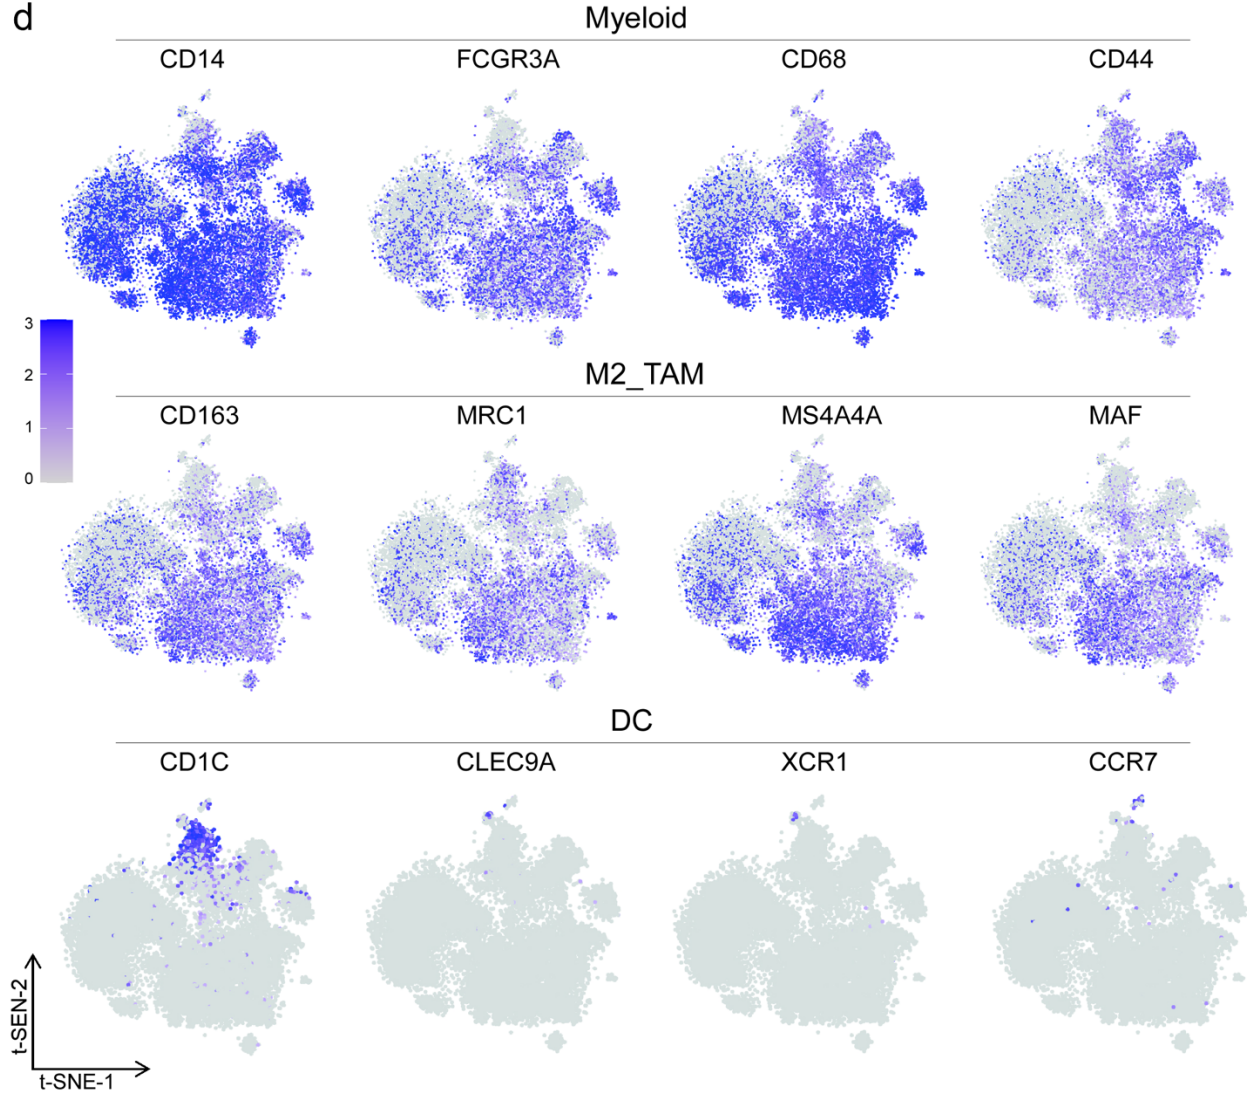 d
Myeloid
CD14 FCGR3A CD68 CD44
3
2
1
0
M2_TAM
CD163 MRC1 MS4A4A MAF
DC
CD1C CLEC9A XCR1 CCR7
t-SEN-2
t-SNE-1